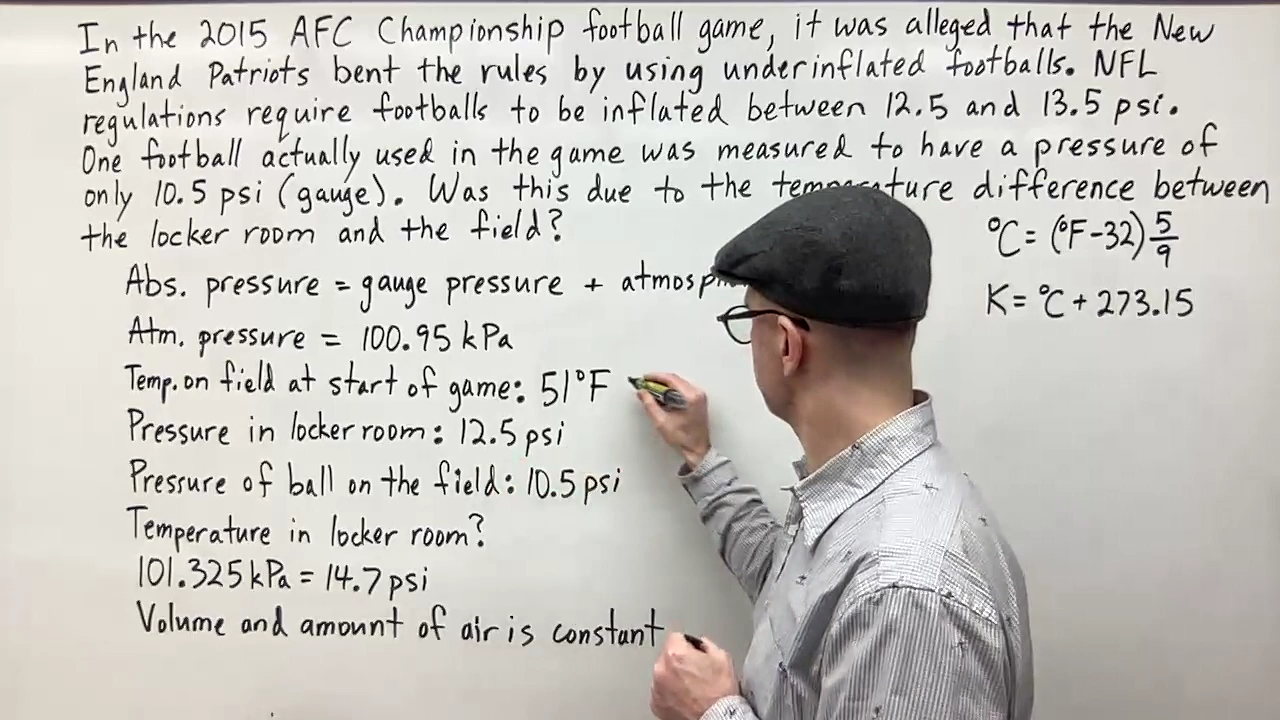 In the 2015 AFC Championship football game, it was alleged that the New
England Patriots bent the rules by using underinflated footballs. NFL
regulations require footballs to be inflated between 12.5 and 13.5 psi.
One football actually used in the game was measured to have a pressure of
only 10.5 psi (gauge). Was this due to the temperature difference between
the locker room and the field?
°C = (°F-32) 5/9
Abs. pressure = gauge pressure +
K = °C + 273.15
Atm. pressure = 100.95 kPa
Temp. on field at start of game: 51°F
Pressure in locker room: 12.5 psi
Pressure of ball on the field: 10.5 psi
Temperature in locker room?
101.325 kPa = 14.7 psi
Volume and amount of air is constant